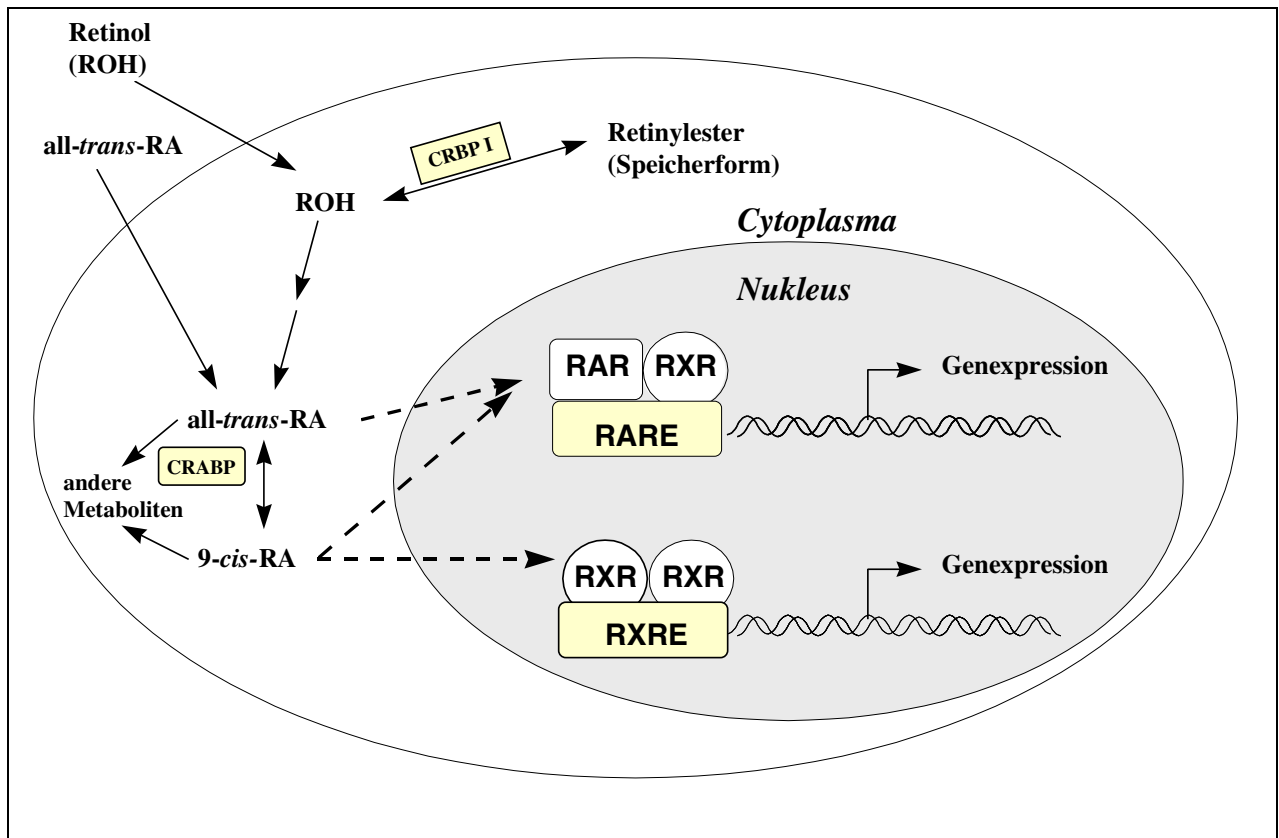 Retinol
(ROH)
all-trans-RA
CRBP I
Retinylester
(Speicherform)
ROH
Cytoplasma
Nukleus
RAR RXR
Genexpression
RARE
all-trans-RA
CRABP
andere
Metaboliten
9-cis-RA
RXR RXR
Genexpression
RXRE